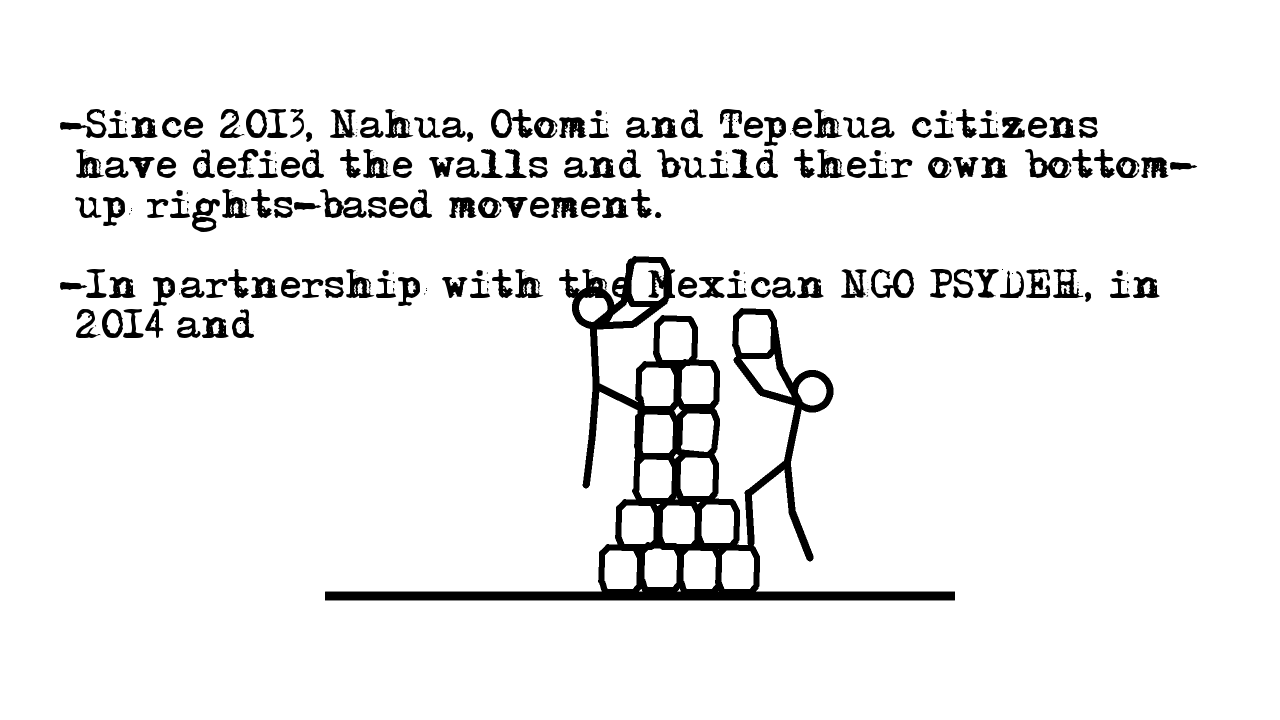 -Since 2013, Nahua, Otomi and Tepehua citizens
have defied the walls and build their own bottom-
up rights-based movement.
-In partnership with the Mexican NGO PSYDEH, in
2014 and